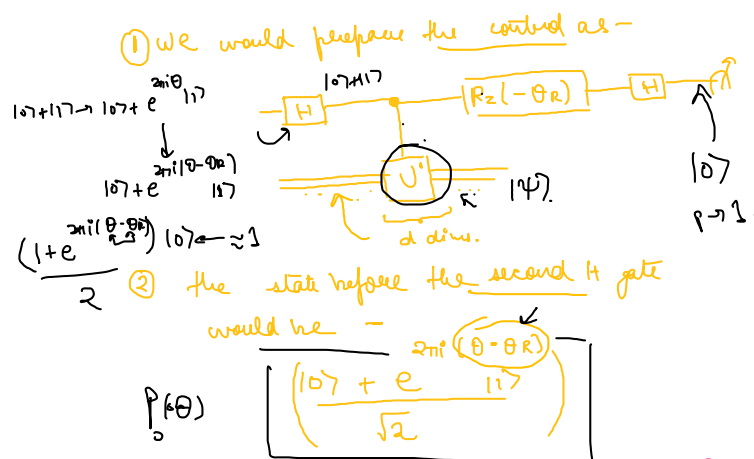 ① we would prepare the control as -
|0>+|1> → |0> + e^{2πiθ} |1>
H
|0>+|1>
Rz(-θR)
H
|0> + e^{2πi(θ-θR)} |1>
U
|ψ>.
|0>
p → 1
d dims.
(1+e^{2πi(θ-θR)}) |0> ← ≈ 1
2
② the state before the second H gate
would be -
(|0> + e^{2πi(θ-θR)} |1>)
√2
P_0(θ)